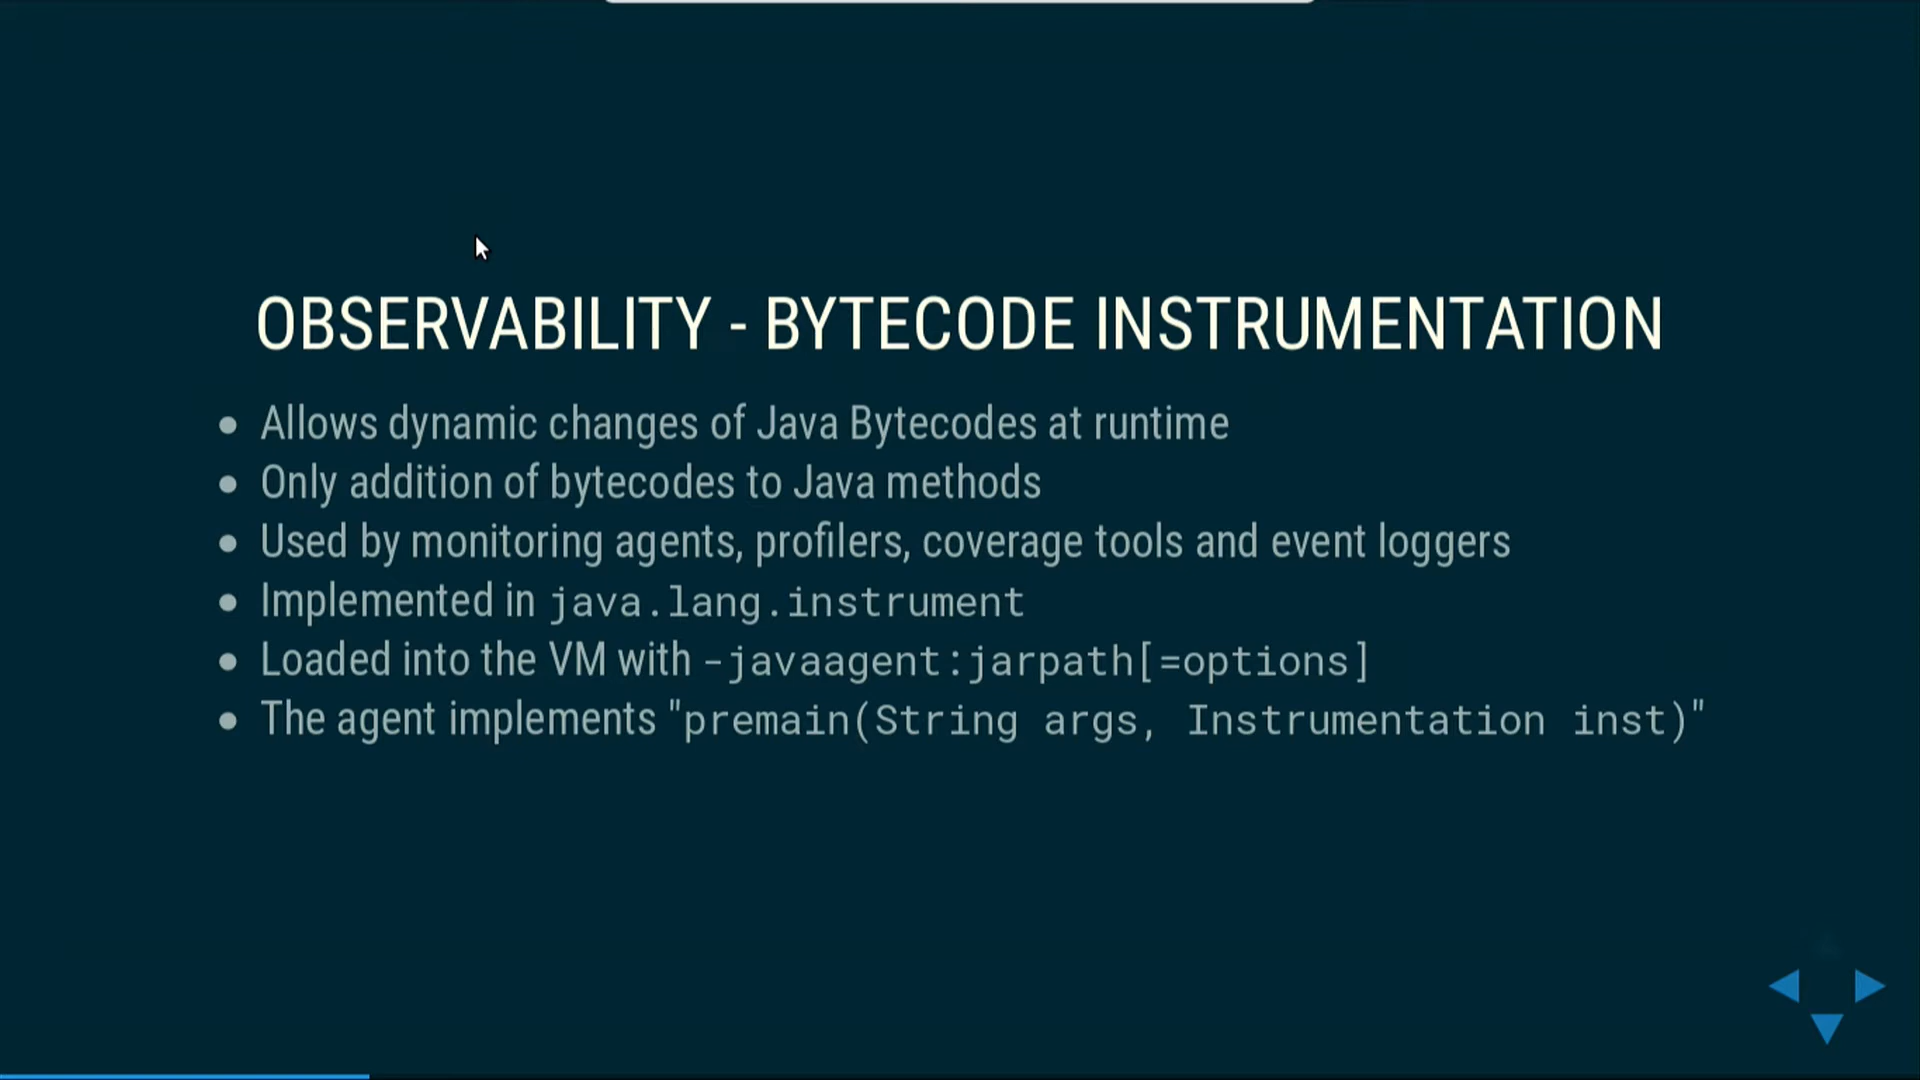 OBSERVABILITY - BYTECODE INSTRUMENTATION
● Allows dynamic changes of Java Bytecodes at runtime
● Only addition of bytecodes to Java methods
● Used by monitoring agents, profilers, coverage tools and event loggers
● Implemented in java.lang.instrument
● Loaded into the VM with -javaagent:jarpath[=options]
● The agent implements "premain(String args, Instrumentation inst)"